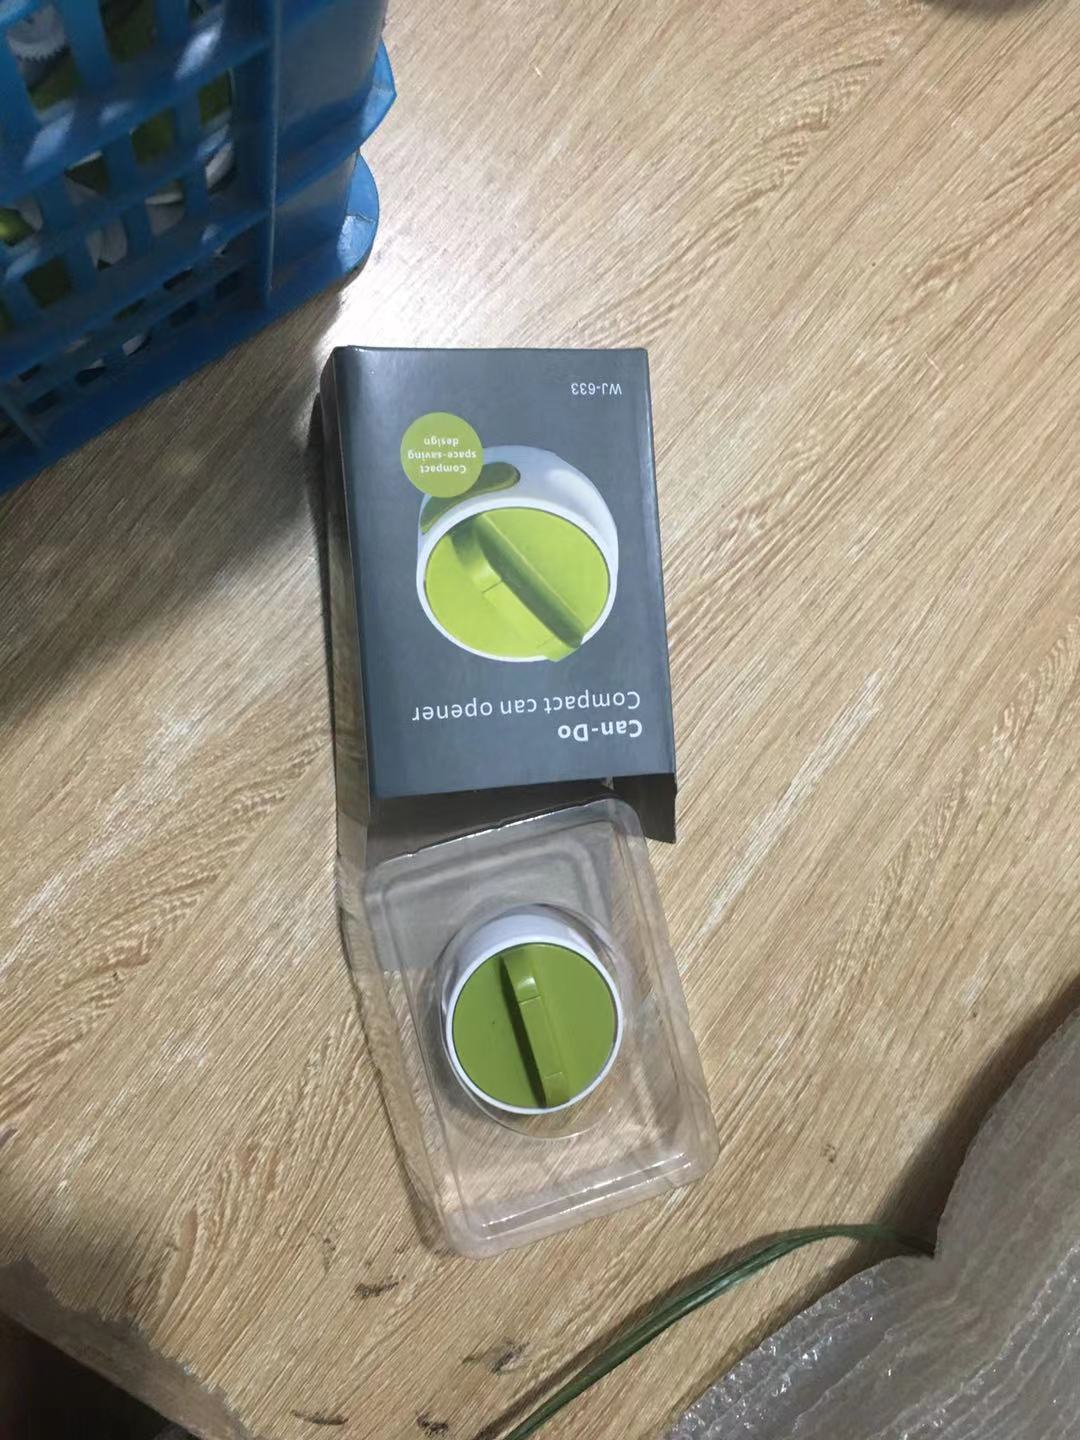 Can-Do
Compact can opener
Compact
space-saving
design
WJ-633